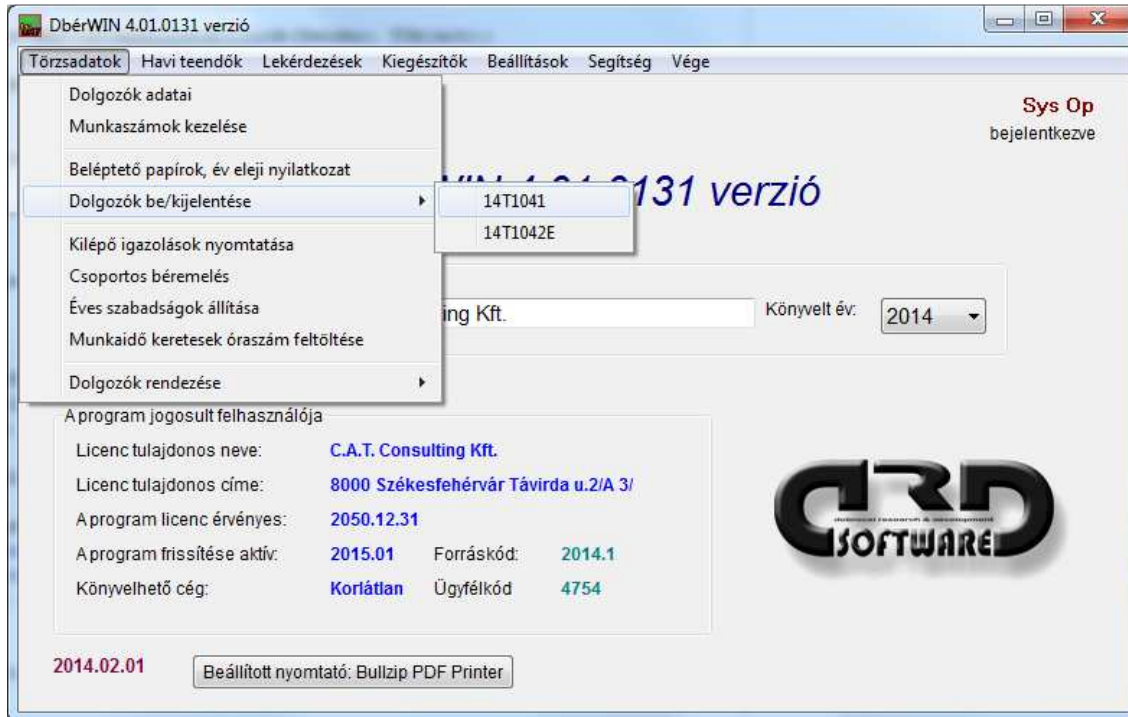 DbérWIN 4.01.0131 verzió
Törzsadatok Havi teendők Lekérdezések Kiegészítők Beállítások Segítség Vége
Dolgozók adatai
Munkaszámok kezelése
Beléptető papírok, év eleji nyilatkozat
Dolgozók be/kijelentése
Kilépő igazolások nyomtatása
Csoportos béremelés
Éves szabadságok állítása
Munkaidő keretesek óraszám feltöltése
Dolgozók rendezése
14T1041
14T1042E
Sys Op
bejelentkezve
131 verzió
ing Kft.
Könyvelt év:
2014
A program jogosult felhasználója
Licenc tulajdonos neve: C.A.T. Consulting Kft.
Licenc tulajdonos címe: 8000 Székesfehérvár Távirda u.2/A 3/
A program licenc érvényes: 2050.12.31
A program frissítése aktív: 2015.01 Forráskód: 2014.1
Könyvelhető cég: Korlátlan Ügyfélkód 4754
DRD
research & development
SOFTWARE
2014.02.01
Beállított nyomtató: Bullzip PDF Printer